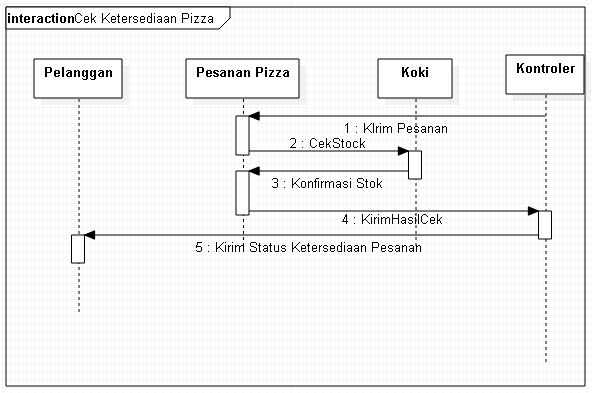 interaction Cek Ketersediaan Pizza
Pelanggan
Pesanan Pizza
Koki
Kontroler
1 : KIrim Pesanan
2 : CekStock
3 : Konfirmasi Stok
4 : KirimHasilCek
5 : Kirim Status Ketersediaan Pesanan